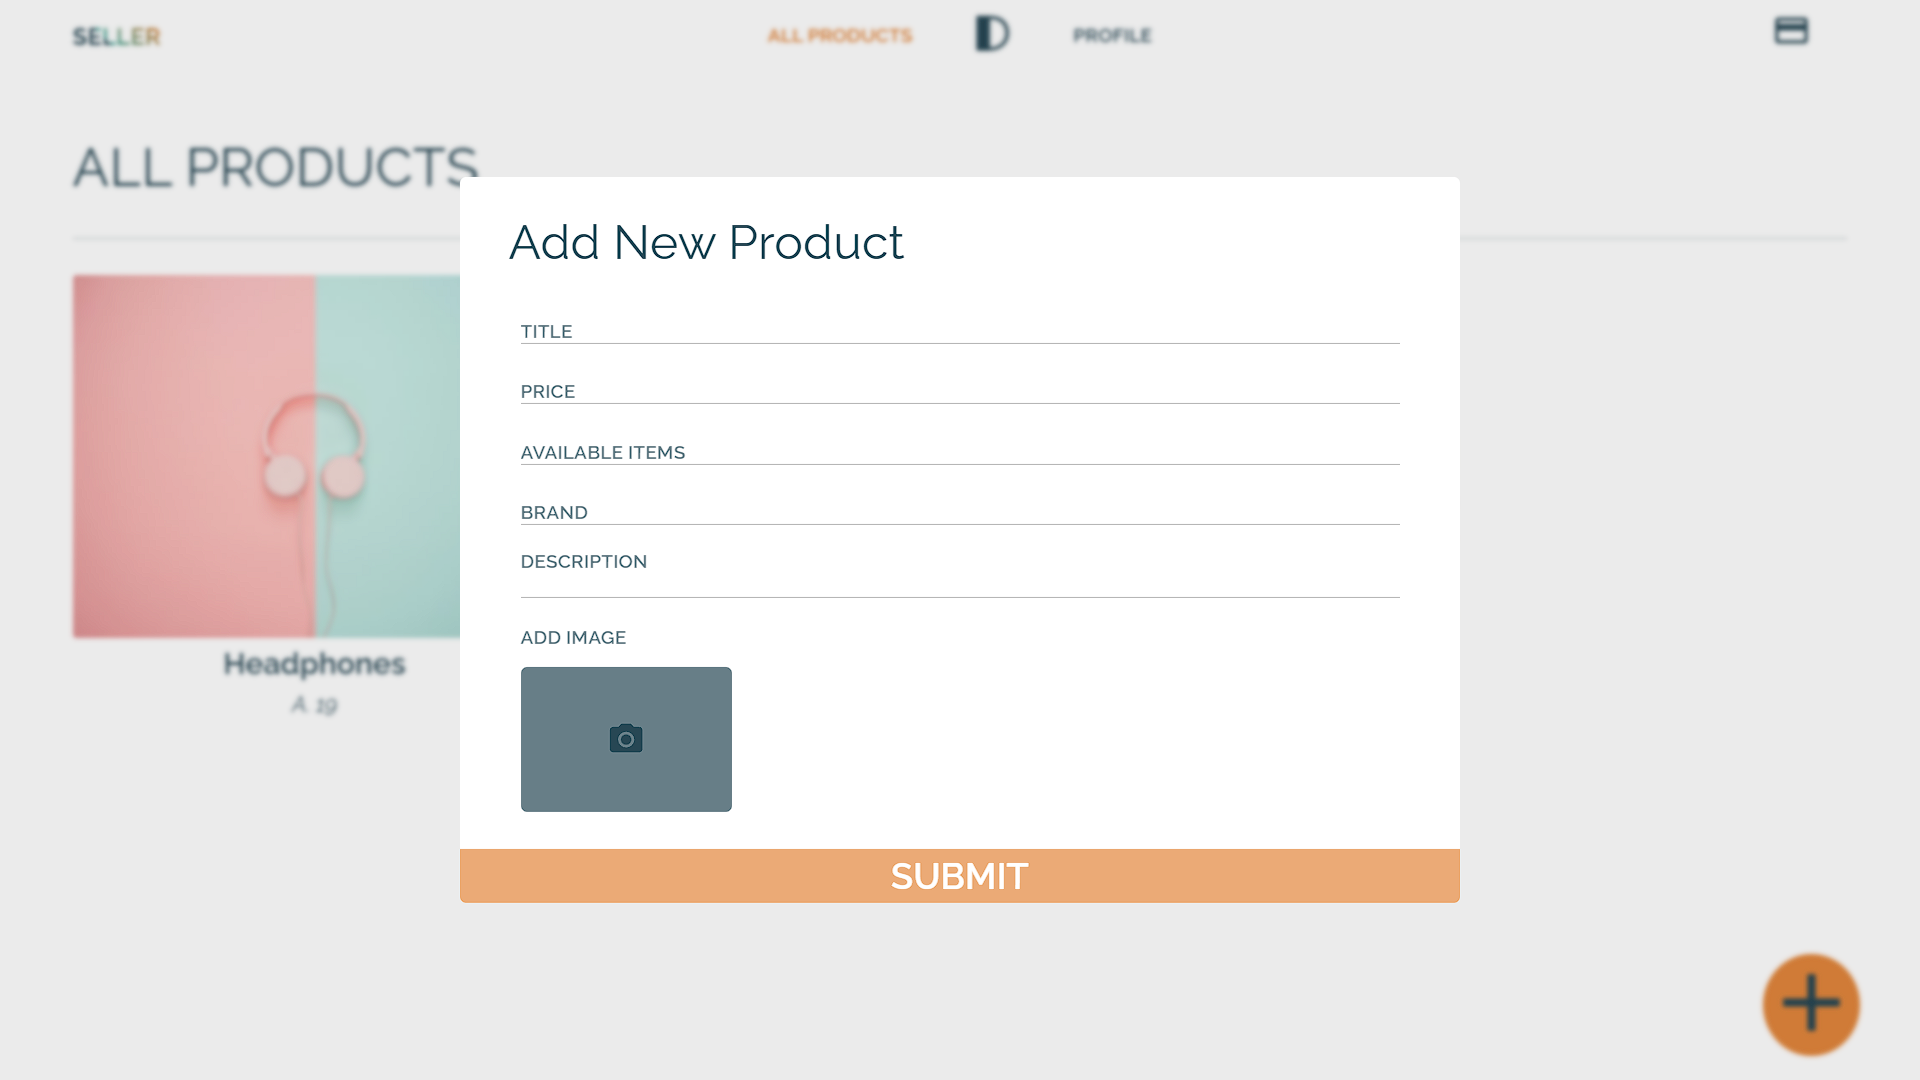 SELLER
ALL PRODUCTS
PROFILE
ALL PRODUCTS
Add New Product
TITLE
PRICE
AVAILABLE ITEMS
BRAND
DESCRIPTION
ADD IMAGE
Headphones
A. 19
SUBMIT